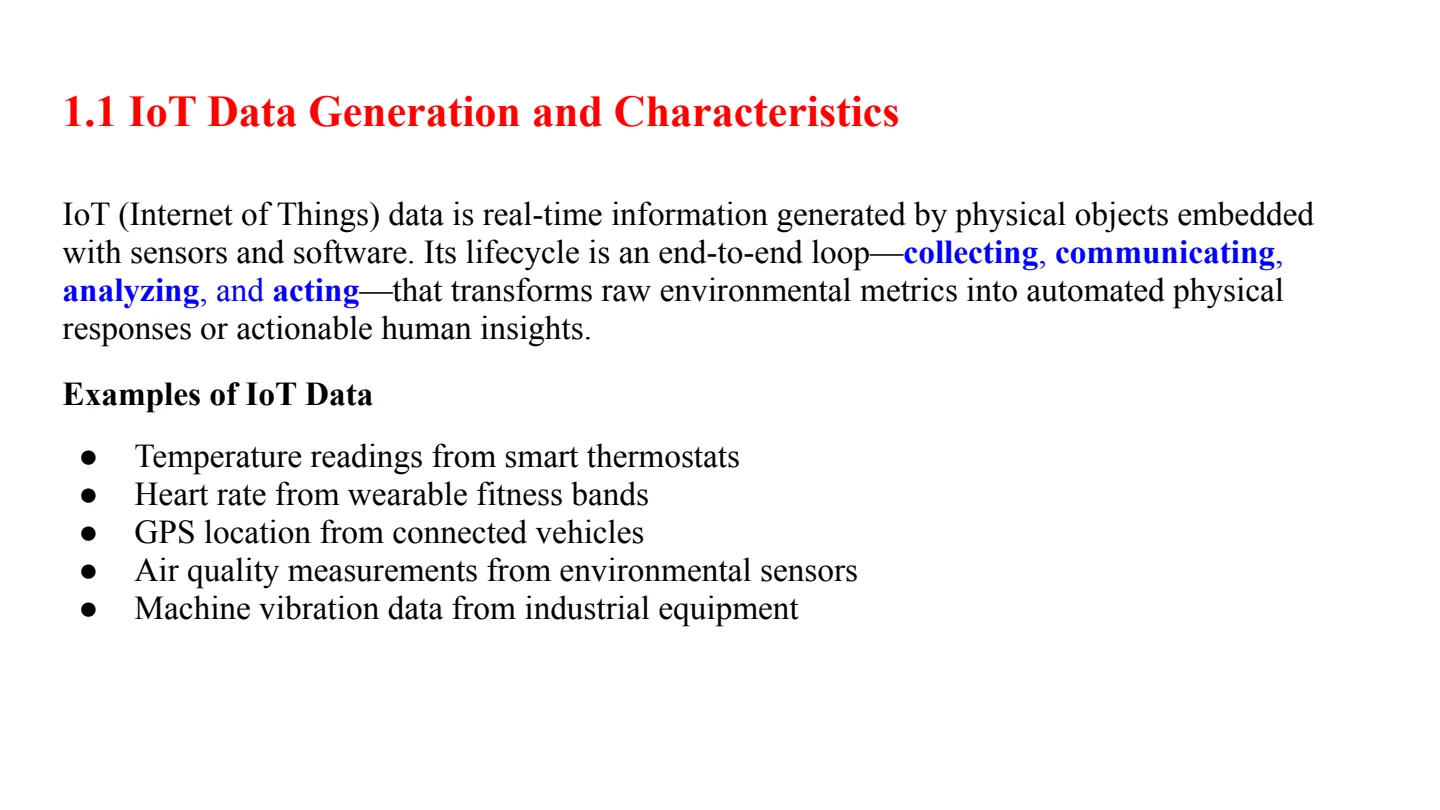 1.1 IoT Data Generation and Characteristics
IoT (Internet of Things) data is real-time information generated by physical objects embedded
with sensors and software. Its lifecycle is an end-to-end loop—collecting, communicating,
analyzing, and acting—that transforms raw environmental metrics into automated physical
responses or actionable human insights.
Examples of IoT Data
● Temperature readings from smart thermostats
● Heart rate from wearable fitness bands
● GPS location from connected vehicles
● Air quality measurements from environmental sensors
● Machine vibration data from industrial equipment